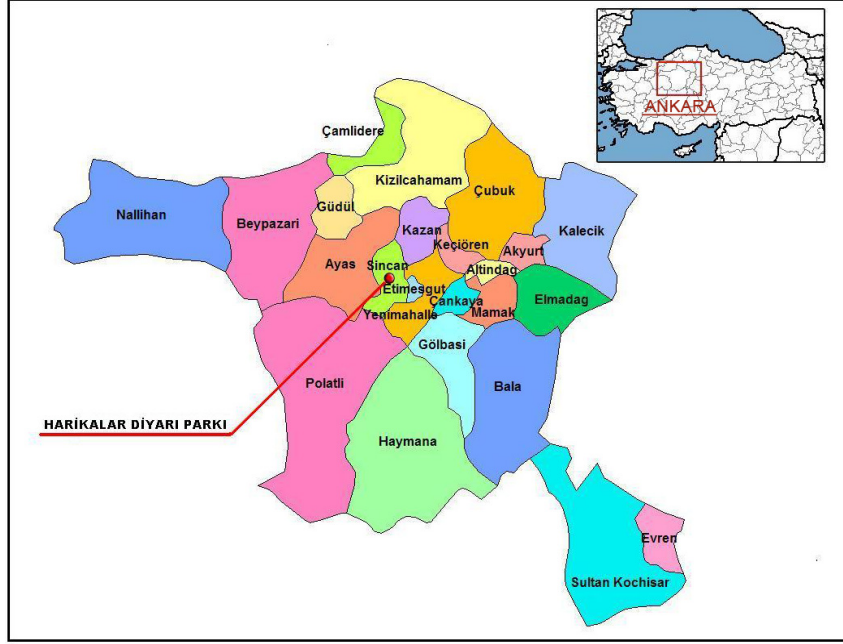 ANKARA
Çamlidere
Kizilcahamam
Çubuk
Nallihan
Beypazari
Güdül
Kazan
Keçiören
Kalecik
Akyurt
Ayas
Sincan
Altindag
Etimesgut
Çankaya
Elmadag
Yenimahalle
Mamak
Gölbasi
Polatli
Bala
HARİKALAR DİYARI PARKI
Haymana
Evren
Sultan Kochisar